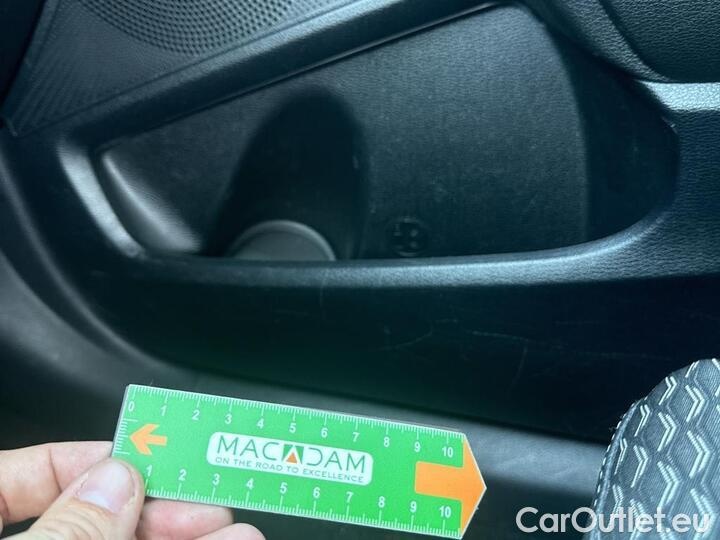 0 1 2 3 4 5 6 7 8 9 10
MACADAM
ON THE ROAD TO EXCELLENCE
1 2 3 4 5 6 7 8 9 10
CarOutlet.eu